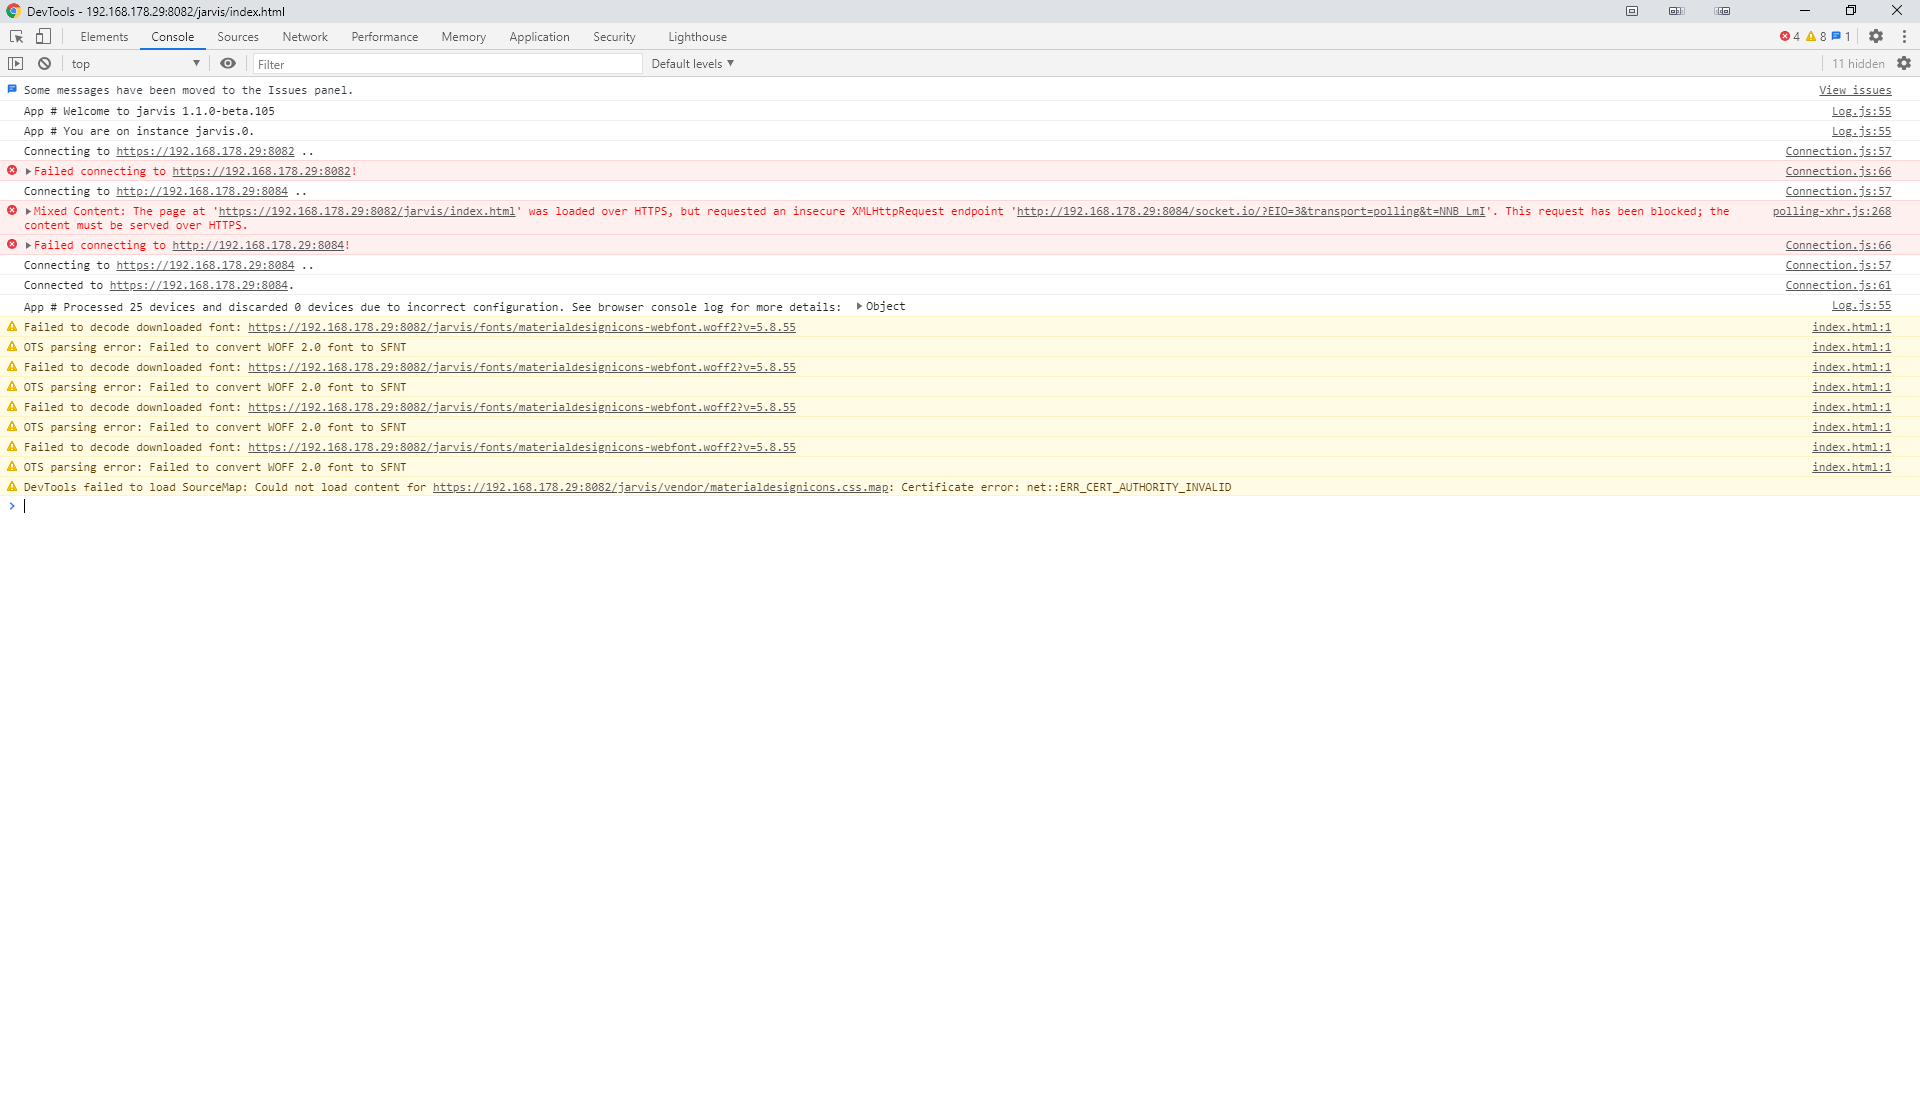 DevTools - 192.168.178.29:8082/jarvis/index.html
Elements Console Sources Network Performance Memory Application Security Lighthouse 4 8 1
top Filter Default levels 11 hidden
Some messages have been moved to the Issues panel. View issues
App # Welcome to jarvis 1.1.0-beta.105 Log.js:55
App # You are on instance jarvis.0. Log.js:55
Connecting to https://192.168.178.29:8082 .. Connection.js:57
Failed connecting to https://192.168.178.29:8082! Connection.js:66
Connecting to http://192.168.178.29:8084 .. Connection.js:57
Mixed Content: The page at 'https://192.168.178.29:8082/jarvis/index.html' was loaded over HTTPS, but requested an insecure XMLHttpRequest endpoint 'http://192.168.178.29:8084/socket.io/?EIO=3&transport=polling&t=NNB_LmI'. This request has been blocked; the polling-xhr.js:268
content must be served over HTTPS.
Failed connecting to http://192.168.178.29:8084! Connection.js:66
Connecting to https://192.168.178.29:8084 .. Connection.js:57
Connected to https://192.168.178.29:8084. Connection.js:61
App # Processed 25 devices and discarded 0 devices due to incorrect configuration. See browser console log for more details: Object Log.js:55
Failed to decode downloaded font: https://192.168.178.29:8082/jarvis/fonts/materialdesignicons-webfont.woff2?v=5.8.55 index.html:1
OTS parsing error: Failed to convert WOFF 2.0 font to SFNT index.html:1
Failed to decode downloaded font: https://192.168.178.29:8082/jarvis/fonts/materialdesignicons-webfont.woff2?v=5.8.55 index.html:1
OTS parsing error: Failed to convert WOFF 2.0 font to SFNT index.html:1
Failed to decode downloaded font: https://192.168.178.29:8082/jarvis/fonts/materialdesignicons-webfont.woff2?v=5.8.55 index.html:1
OTS parsing error: Failed to convert WOFF 2.0 font to SFNT index.html:1
Failed to decode downloaded font: https://192.168.178.29:8082/jarvis/fonts/materialdesignicons-webfont.woff2?v=5.8.55 index.html:1
OTS parsing error: Failed to convert WOFF 2.0 font to SFNT index.html:1
DevTools failed to load SourceMap: Could not load content for https://192.168.178.29:8082/jarvis/vendor/materialdesignicons.css.map: Certificate error: net::ERR_CERT_AUTHORITY_INVALID